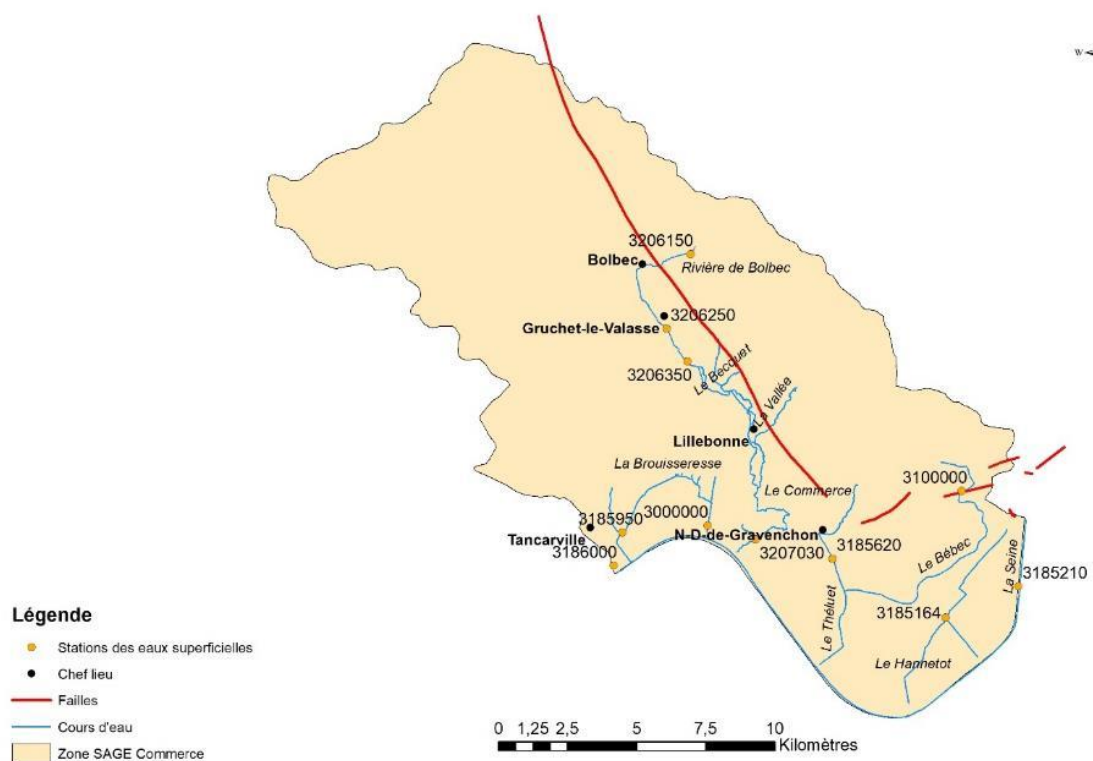 W
3206150
Bolbec
Rivière de Bolbec
3206250
Gruchet-le-Valasse
3206350
Le Becquet
La Vallée
Lillebonne
La Brouisseresse
3100000
Le Commerce
3185950
3000000
Tancarville
N-D-de-Gravenchon
3185620
3186000
3207030
Le Bébec
La Seine
3185210
3185164
Le Théluet
Le Hannetot
Légende
Stations des eaux superficielles
Chef lieu
Failles
Cours d'eau
Zone SAGE Commerce
0 1,25 2,5 5 7,5 10
Kilomètres